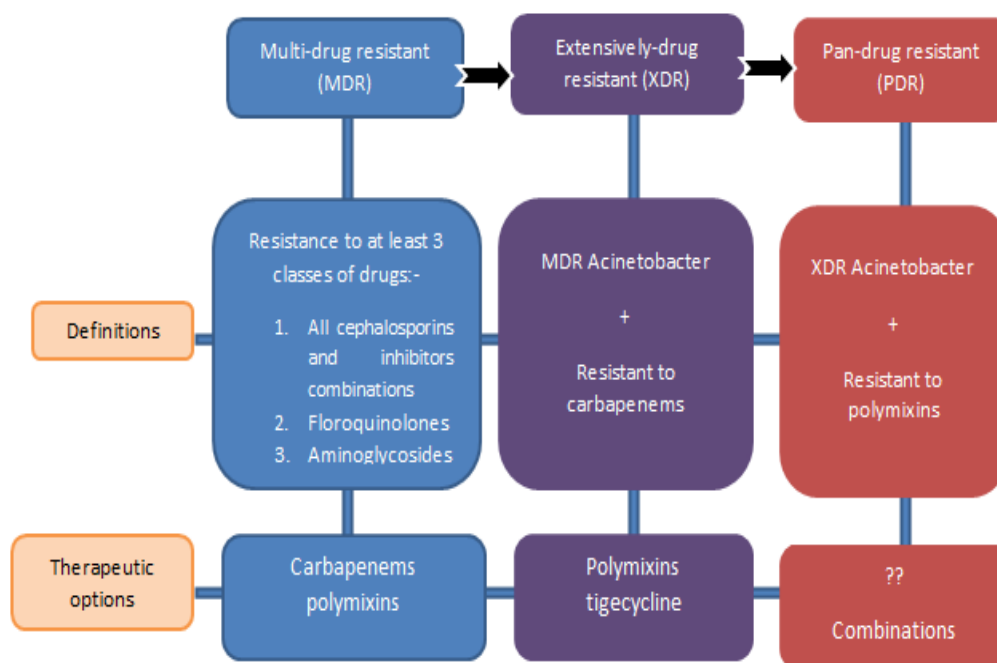 Multi-drug resistant
(MDR)
Extensively-drug
resistant (XDR)
Pan-drug resistant
(PDR)
Definitions
Resistance to at least 3
classes of drugs:-
1. All cephalosporins
and inhibitors
combinations
2. Floroquinolones
3. Aminoglycosides
MDR Acinetobacter
+
Resistant to
carbapenems
XDR Acinetobacter
+
Resistant to
polymixins
Therapeutic
options
Carbapenems
polymixins
Polymixins
tigecycline
??
Combinations